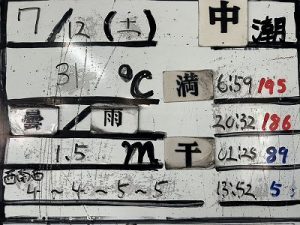 7/12(土) 中潮
31℃ 満 6:59 195
曇/雨 20:32 186
1.5m 干 01:25 89
西南西 4～4～5～5 13:52 5